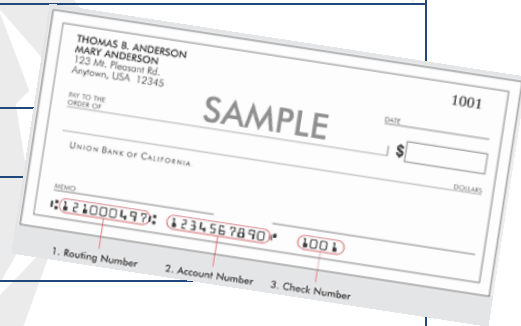 THOMAS B. ANDERSON
MARY ANDERSON
123 Mt. Pleasant Rd.
Anytown, USA 12345
1001
PAY TO THE
ORDER OF
SAMPLE
DATE
$
DOLLARS
UNION BANK OF CALIFORNIA
MEMO
⑆121000497⑆ 1234567890⑈ 1001
1. Routing Number
2. Account Number
3. Check Number